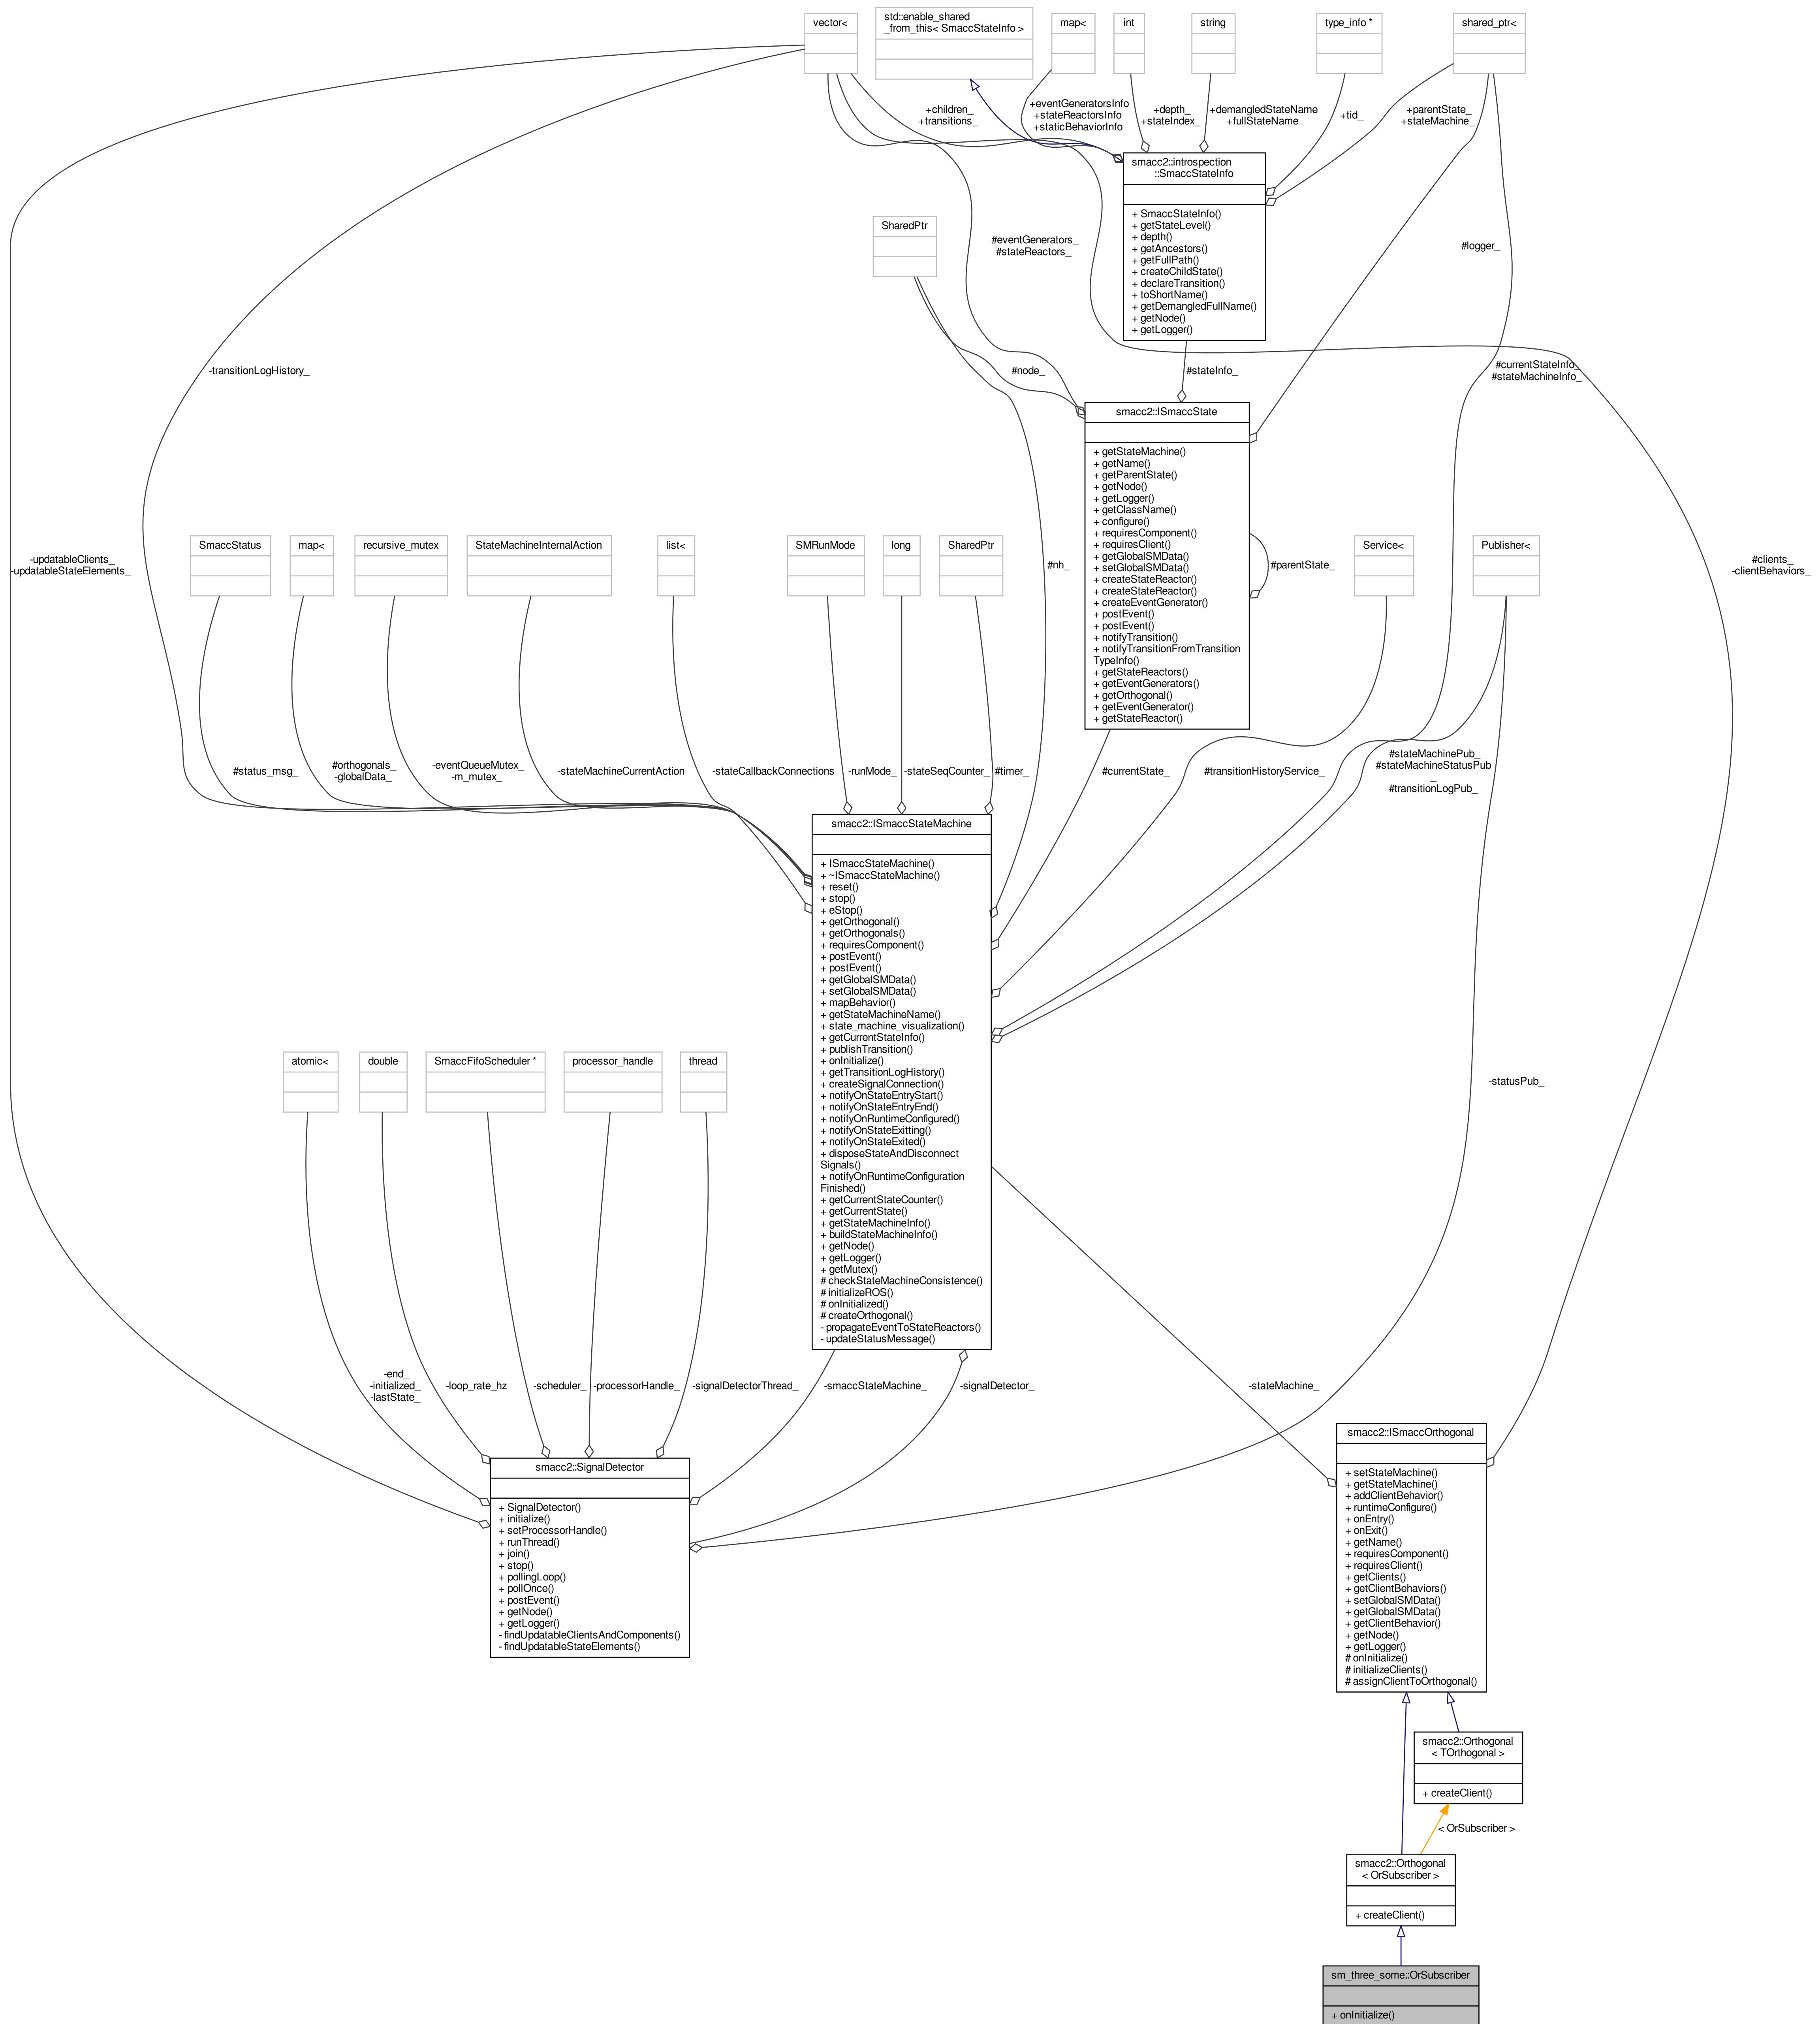 vector<
std::enable_shared
_from_this< SmaccStateInfo >
map<
int
string
type_info *
shared_ptr<
+children_
+transitions_
+eventGeneratorsInfo
+stateReactorsInfo
+staticBehaviorInfo
+depth_
+stateIndex_
+demangledStateName
+fullStateName
+tid_
+parentState_
+stateMachine_
smacc2::introspection
::SmaccStateInfo
+ SmaccStateInfo()
+ getStateLevel()
+ depth()
+ getAncestors()
+ getFullPath()
+ createChildState()
+ declareTransition()
+ toShortName()
+ getDemangledFullName()
+ getNode()
+ getLogger()
SharedPtr
#eventGenerators_
#stateReactors_
#logger_
-transitionLogHistory_
#node_
#stateInfo_
#currentStateInfo_
#stateMachineInfo_
smacc2::ISmaccState
+ getStateMachine()
+ getName()
+ getParentState()
+ getNode()
+ getLogger()
+ getClassName()
+ configure()
+ requiresComponent()
+ requiresClient()
+ getGlobalSMData()
+ setGlobalSMData()
+ createStateReactor()
+ createStateReactor()
+ createEventGenerator()
+ postEvent()
+ postEvent()
+ notifyTransition()
+ notifyTransitionFromTransition
TypeInfo()
+ getStateReactors()
+ getEventGenerators()
+ getOrthogonal()
+ getEventGenerator()
+ getStateReactor()
#parentState_
-updatableClients_
-updatableStateElements_
SmaccStatus
map<
recursive_mutex
StateMachineInternalAction
list<
SMRunMode
long
SharedPtr
#nh_
Service<
Publisher<
#clients_
-clientBehaviors_
#status_msg_
#orthogonals_
-globalData_
-eventQueueMutex_
-m_mutex_
-stateMachineCurrentAction
-stateCallbackConnections
-runMode_
-stateSeqCounter_
#timer_
#currentState_
#transitionHistoryService_
#stateMachinePub_
#stateMachineStatusPub
_
#transitionLogPub_
smacc2::ISmaccStateMachine
+ ISmaccStateMachine()
+ ~ISmaccStateMachine()
+ reset()
+ stop()
+ eStop()
+ getOrthogonal()
+ getOrthogonals()
+ requiresComponent()
+ postEvent()
+ postEvent()
+ getGlobalSMData()
+ setGlobalSMData()
+ mapBehavior()
+ getStateMachineName()
+ state_machine_visualization()
+ getCurrentStateInfo()
+ publishTransition()
+ onInitialize()
+ getTransitionLogHistory()
+ createSignalConnection()
+ notifyOnStateEntryStart()
+ notifyOnStateEntryEnd()
+ notifyOnRuntimeConfigured()
+ notifyOnStateExitting()
+ notifyOnStateExited()
+ disposeStateAndDisconnect
Signals()
+ notifyOnRuntimeConfiguration
Finished()
+ getCurrentStateCounter()
+ getCurrentState()
+ getStateMachineInfo()
+ buildStateMachineInfo()
+ getNode()
+ getLogger()
+ getMutex()
# checkStateMachineConsistence()
# initializeROS()
# onInitialized()
# createOrthogonal()
- propagateEventToStateReactors()
- updateStatusMessage()
atomic<
double
SmaccFifoScheduler *
processor_handle
thread
-statusPub_
-end_
-initialized_
-lastState_
-loop_rate_hz
-scheduler_
-processorHandle_
-signalDetectorThread_
-smaccStateMachine_
-signalDetector_
-stateMachine_
smacc2::SignalDetector
+ SignalDetector()
+ initialize()
+ setProcessorHandle()
+ runThread()
+ join()
+ stop()
+ pollingLoop()
+ pollOnce()
+ postEvent()
+ getNode()
+ getLogger()
- findUpdatableClientsAndComponents()
- findUpdatableStateElements()
smacc2::ISmaccOrthogonal
+ setStateMachine()
+ getStateMachine()
+ addClientBehavior()
+ runtimeConfigure()
+ onEntry()
+ onExit()
+ getName()
+ requiresComponent()
+ requiresClient()
+ getClients()
+ getClientBehaviors()
+ setGlobalSMData()
+ getGlobalSMData()
+ getClientBehavior()
+ getNode()
+ getLogger()
# onInitialize()
# initializeClients()
# assignClientToOrthogonal()
smacc2::Orthogonal
< TOrthogonal >
+ createClient()
< OrSubscriber >
smacc2::Orthogonal
< OrSubscriber >
+ createClient()
sm_three_some::OrSubscriber
+ onInitialize()